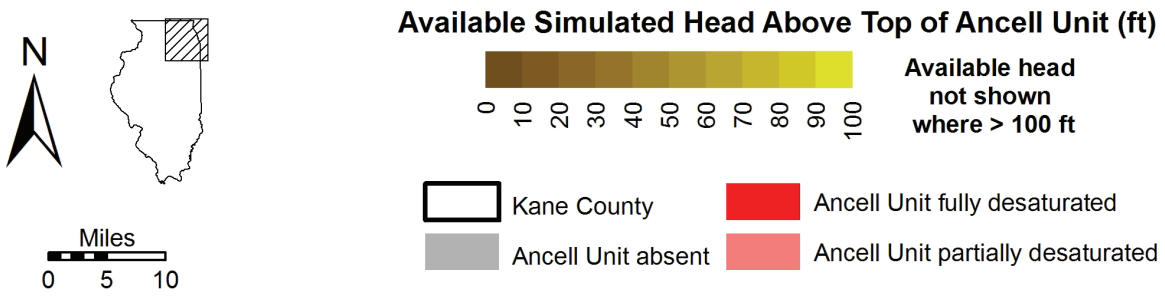 Available Simulated Head Above Top of Ancell Unit (ft)
N
0 10 20 30 40 50 60 70 80 90 100
Available head
not shown
where > 100 ft
Kane County
Ancell Unit fully desaturated
Ancell Unit absent
Ancell Unit partially desaturated
Miles
0 5 10